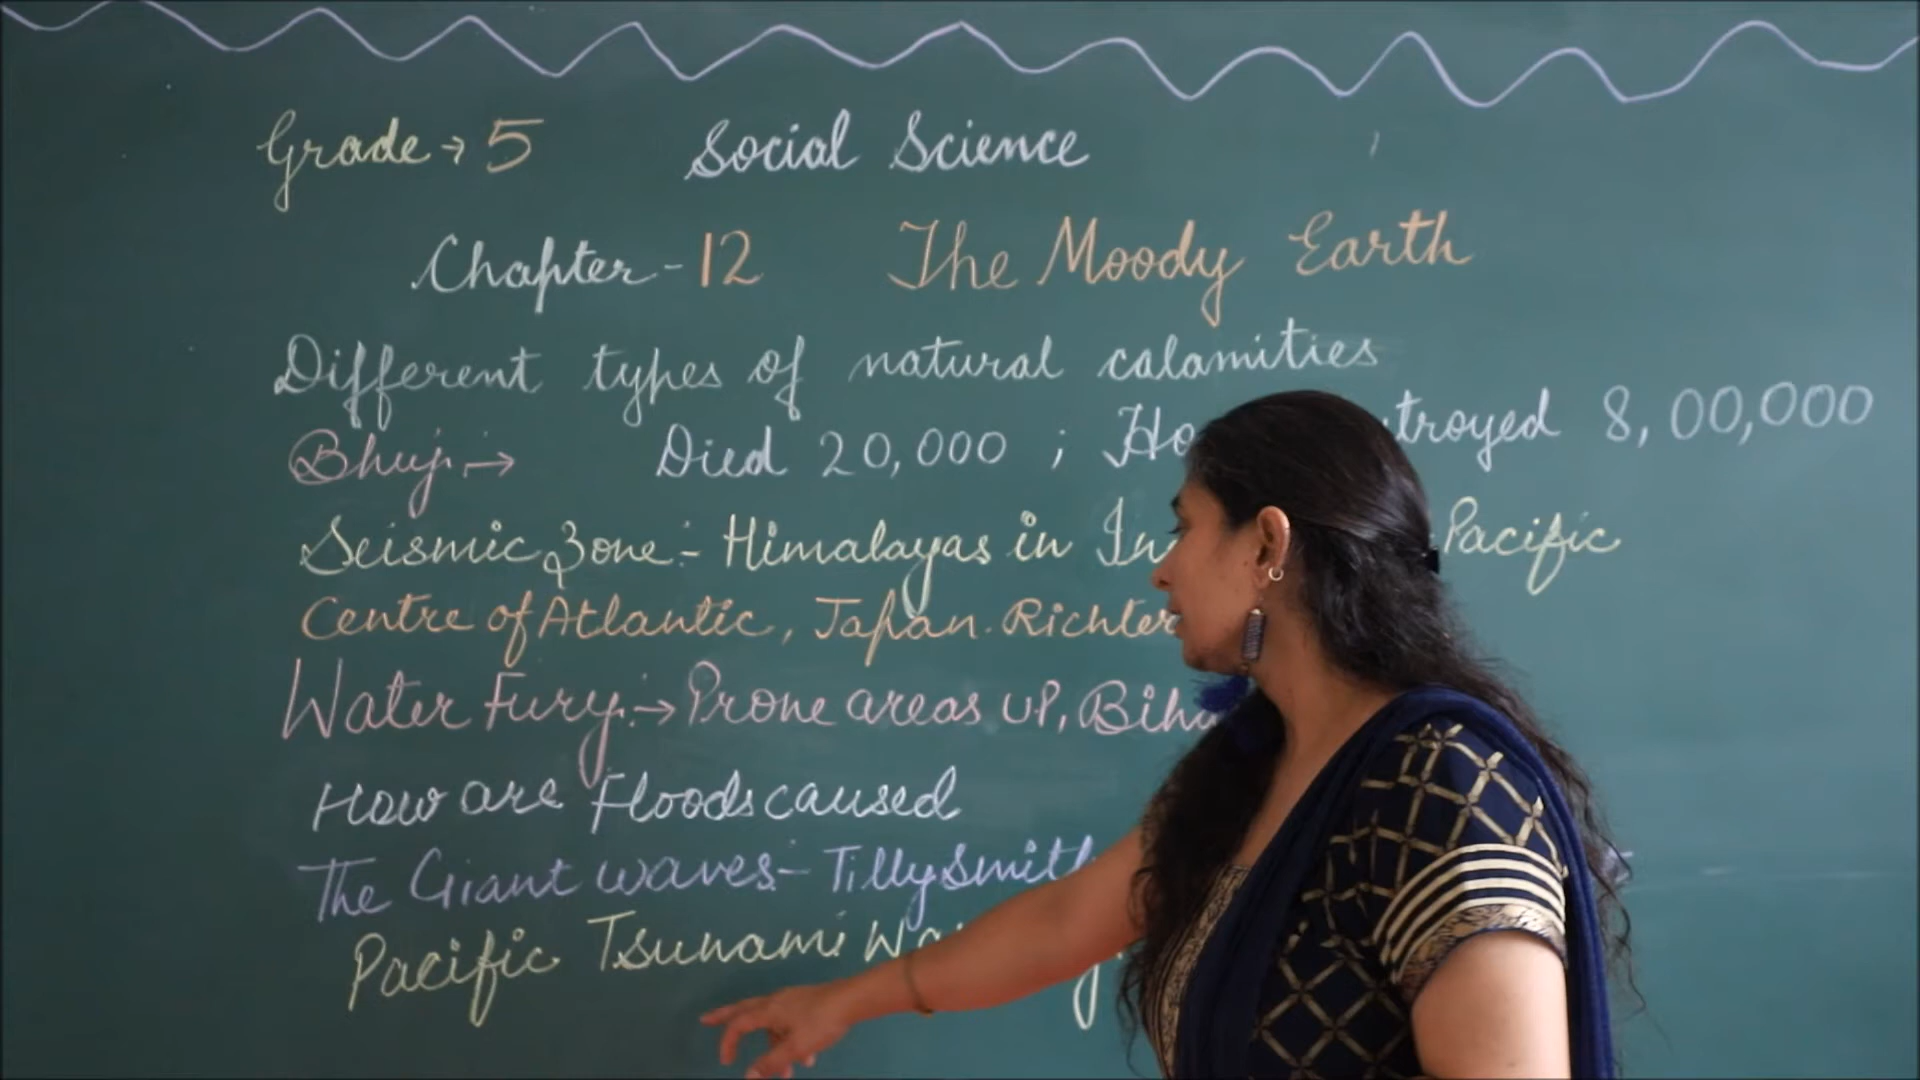 Grade → 5 Social Science
Chapter - 12 The Moody Earth
Different types of natural calamities
Bhuj :→ Died 20,000 ; troyed 8,00,000
Seismic Zone :- Himalayas in Pacific
Centre of Atlantic, Japan. Richter
Water Fury :→ Prone areas UP,
How are Floods caused
The Giant waves :- Tilly Smith
Pacific Tsunami